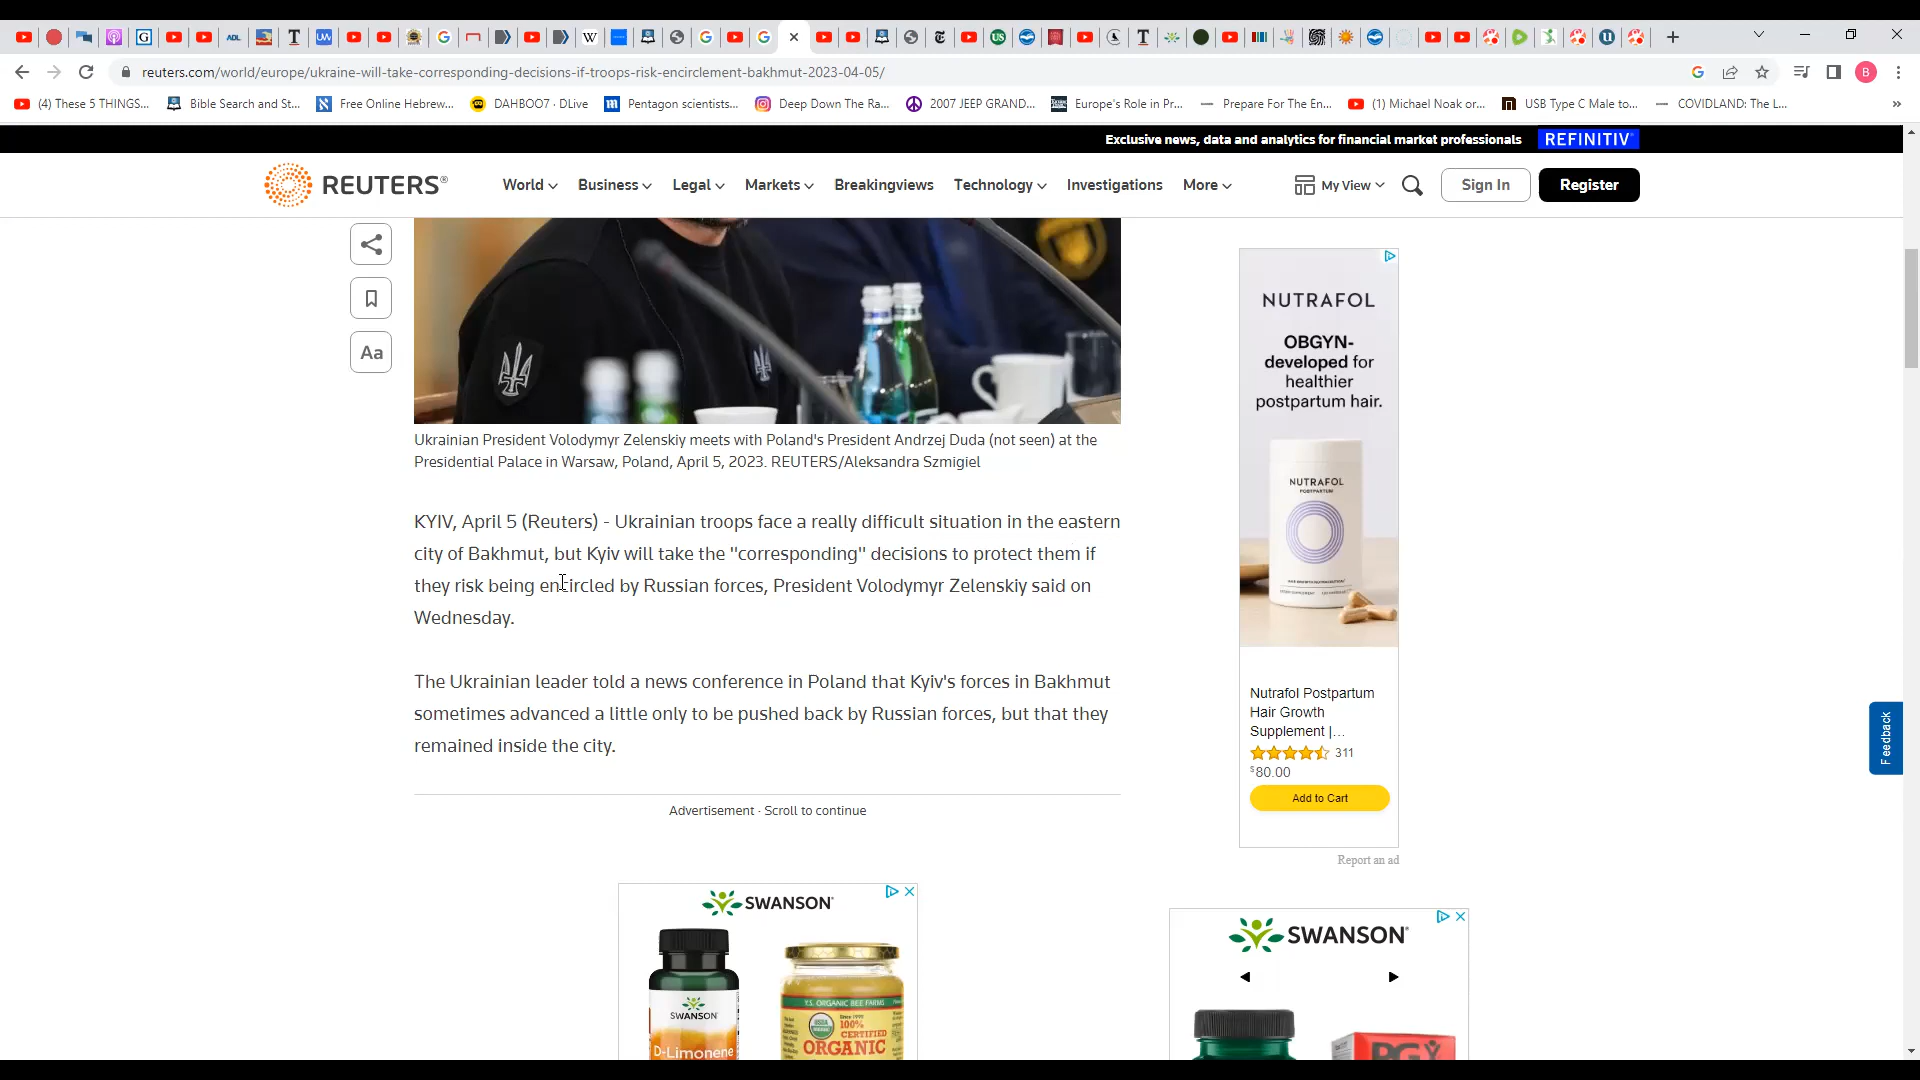 reuters.com/world/europe/ukraine-will-take-corresponding-decisions-if-troops-risk-encirclement-bakhmut-2023-04-05/
B
(4) These 5 THINGS...
Bible Search and St...
Free Online Hebrew...
DAHBOO7 · DLive
Pentagon scientists...
Deep Down The Ra...
2007 JEEP GRAND...
Europe's Role in Pr...
Prepare For The En...
(1) Michael Noak or...
USB Type C Male to...
COVIDLAND: The L...
Exclusive news, data and analytics for financial market professionals
REFINITIV
REUTERS®
World
Business
Legal
Markets
Breakingviews
Technology
Investigations
More
My View
Sign In
Register
Aa
Ukrainian President Volodymyr Zelenskiy meets with Poland's President Andrzej Duda (not seen) at the
Presidential Palace in Warsaw, Poland, April 5, 2023. REUTERS/Aleksandra Szmigiel
KYIV, April 5 (Reuters) - Ukrainian troops face a really difficult situation in the eastern
city of Bakhmut, but Kyiv will take the "corresponding" decisions to protect them if
they risk being encircled by Russian forces, President Volodymyr Zelenskiy said on
Wednesday.
The Ukrainian leader told a news conference in Poland that Kyiv's forces in Bakhmut
sometimes advanced a little only to be pushed back by Russian forces, but that they
remained inside the city.
Advertisement · Scroll to continue
SWANSON®
SWANSON
D-Limonene
Y.S. ORGANIC BEE FARMS
100%
CERTIFIED
ORGANIC
NUTRAFOL
OBGYN-
developed for
healthier
postpartum hair.
NUTRAFOL
POSTPARTUM
Nutrafol Postpartum
Hair Growth
Supplement |...
311
$80.00
Add to Cart
Report an ad
SWANSON®
Feedback